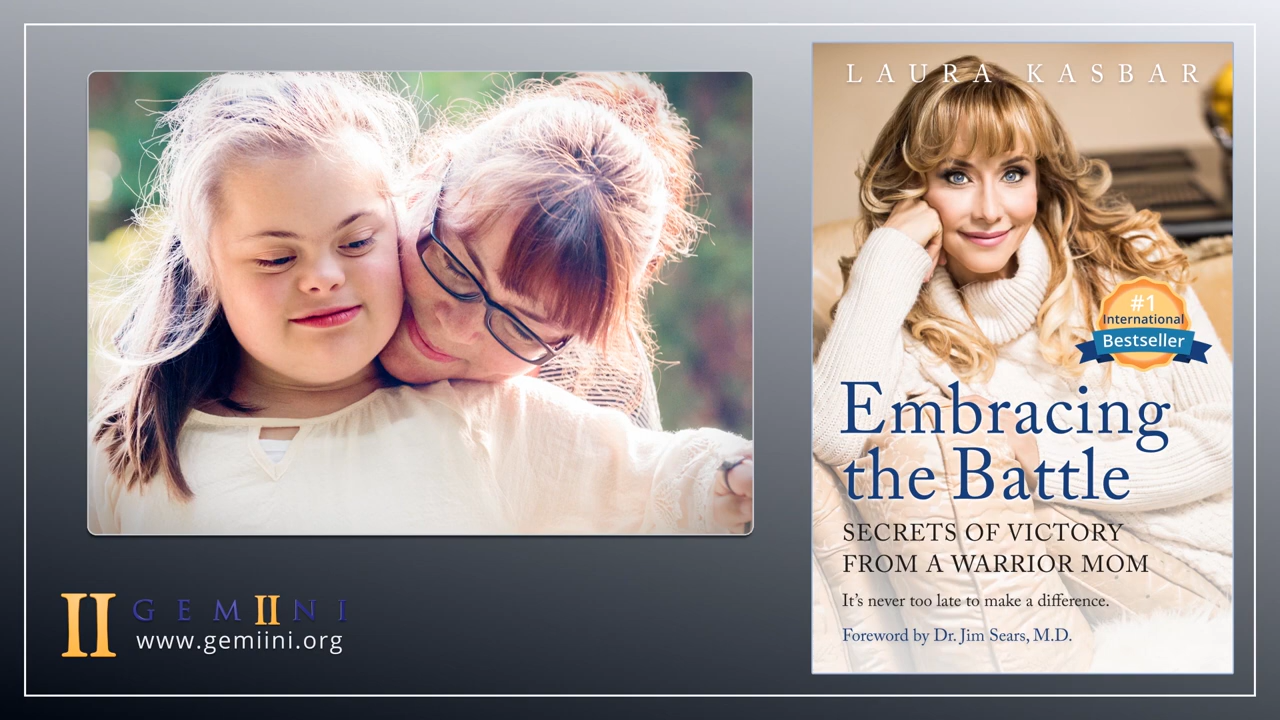 LAURA KASBAR
#1
International
Bestseller
Embracing
the Battle
SECRETS OF VICTORY
FROM A WARRIOR MOM
It's never too late to make a difference.
Foreword by Dr. Jim Sears, M.D.
II GEMIINI
www.gemiini.org